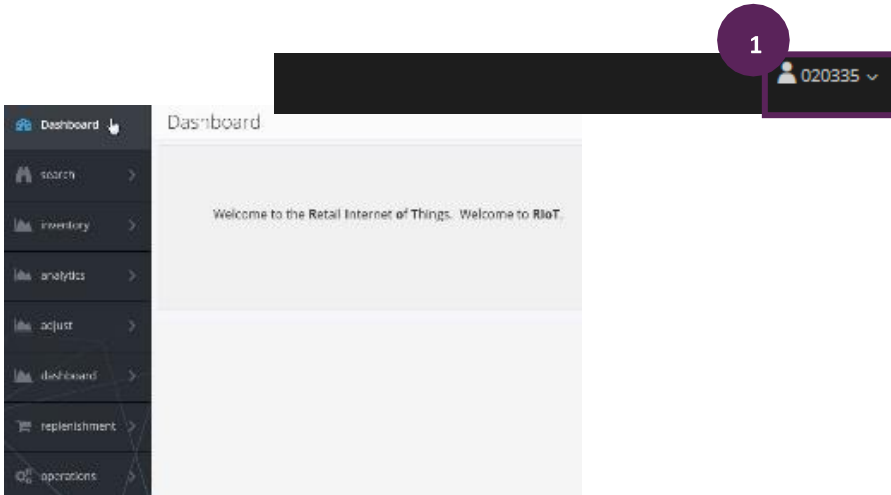 1
020335
Dashboard
Dashboard
search
Welcome to the Retail Internet of Things. Welcome to RIoT.
inventory
analytics
adjust
dashboard
replenishment
operations